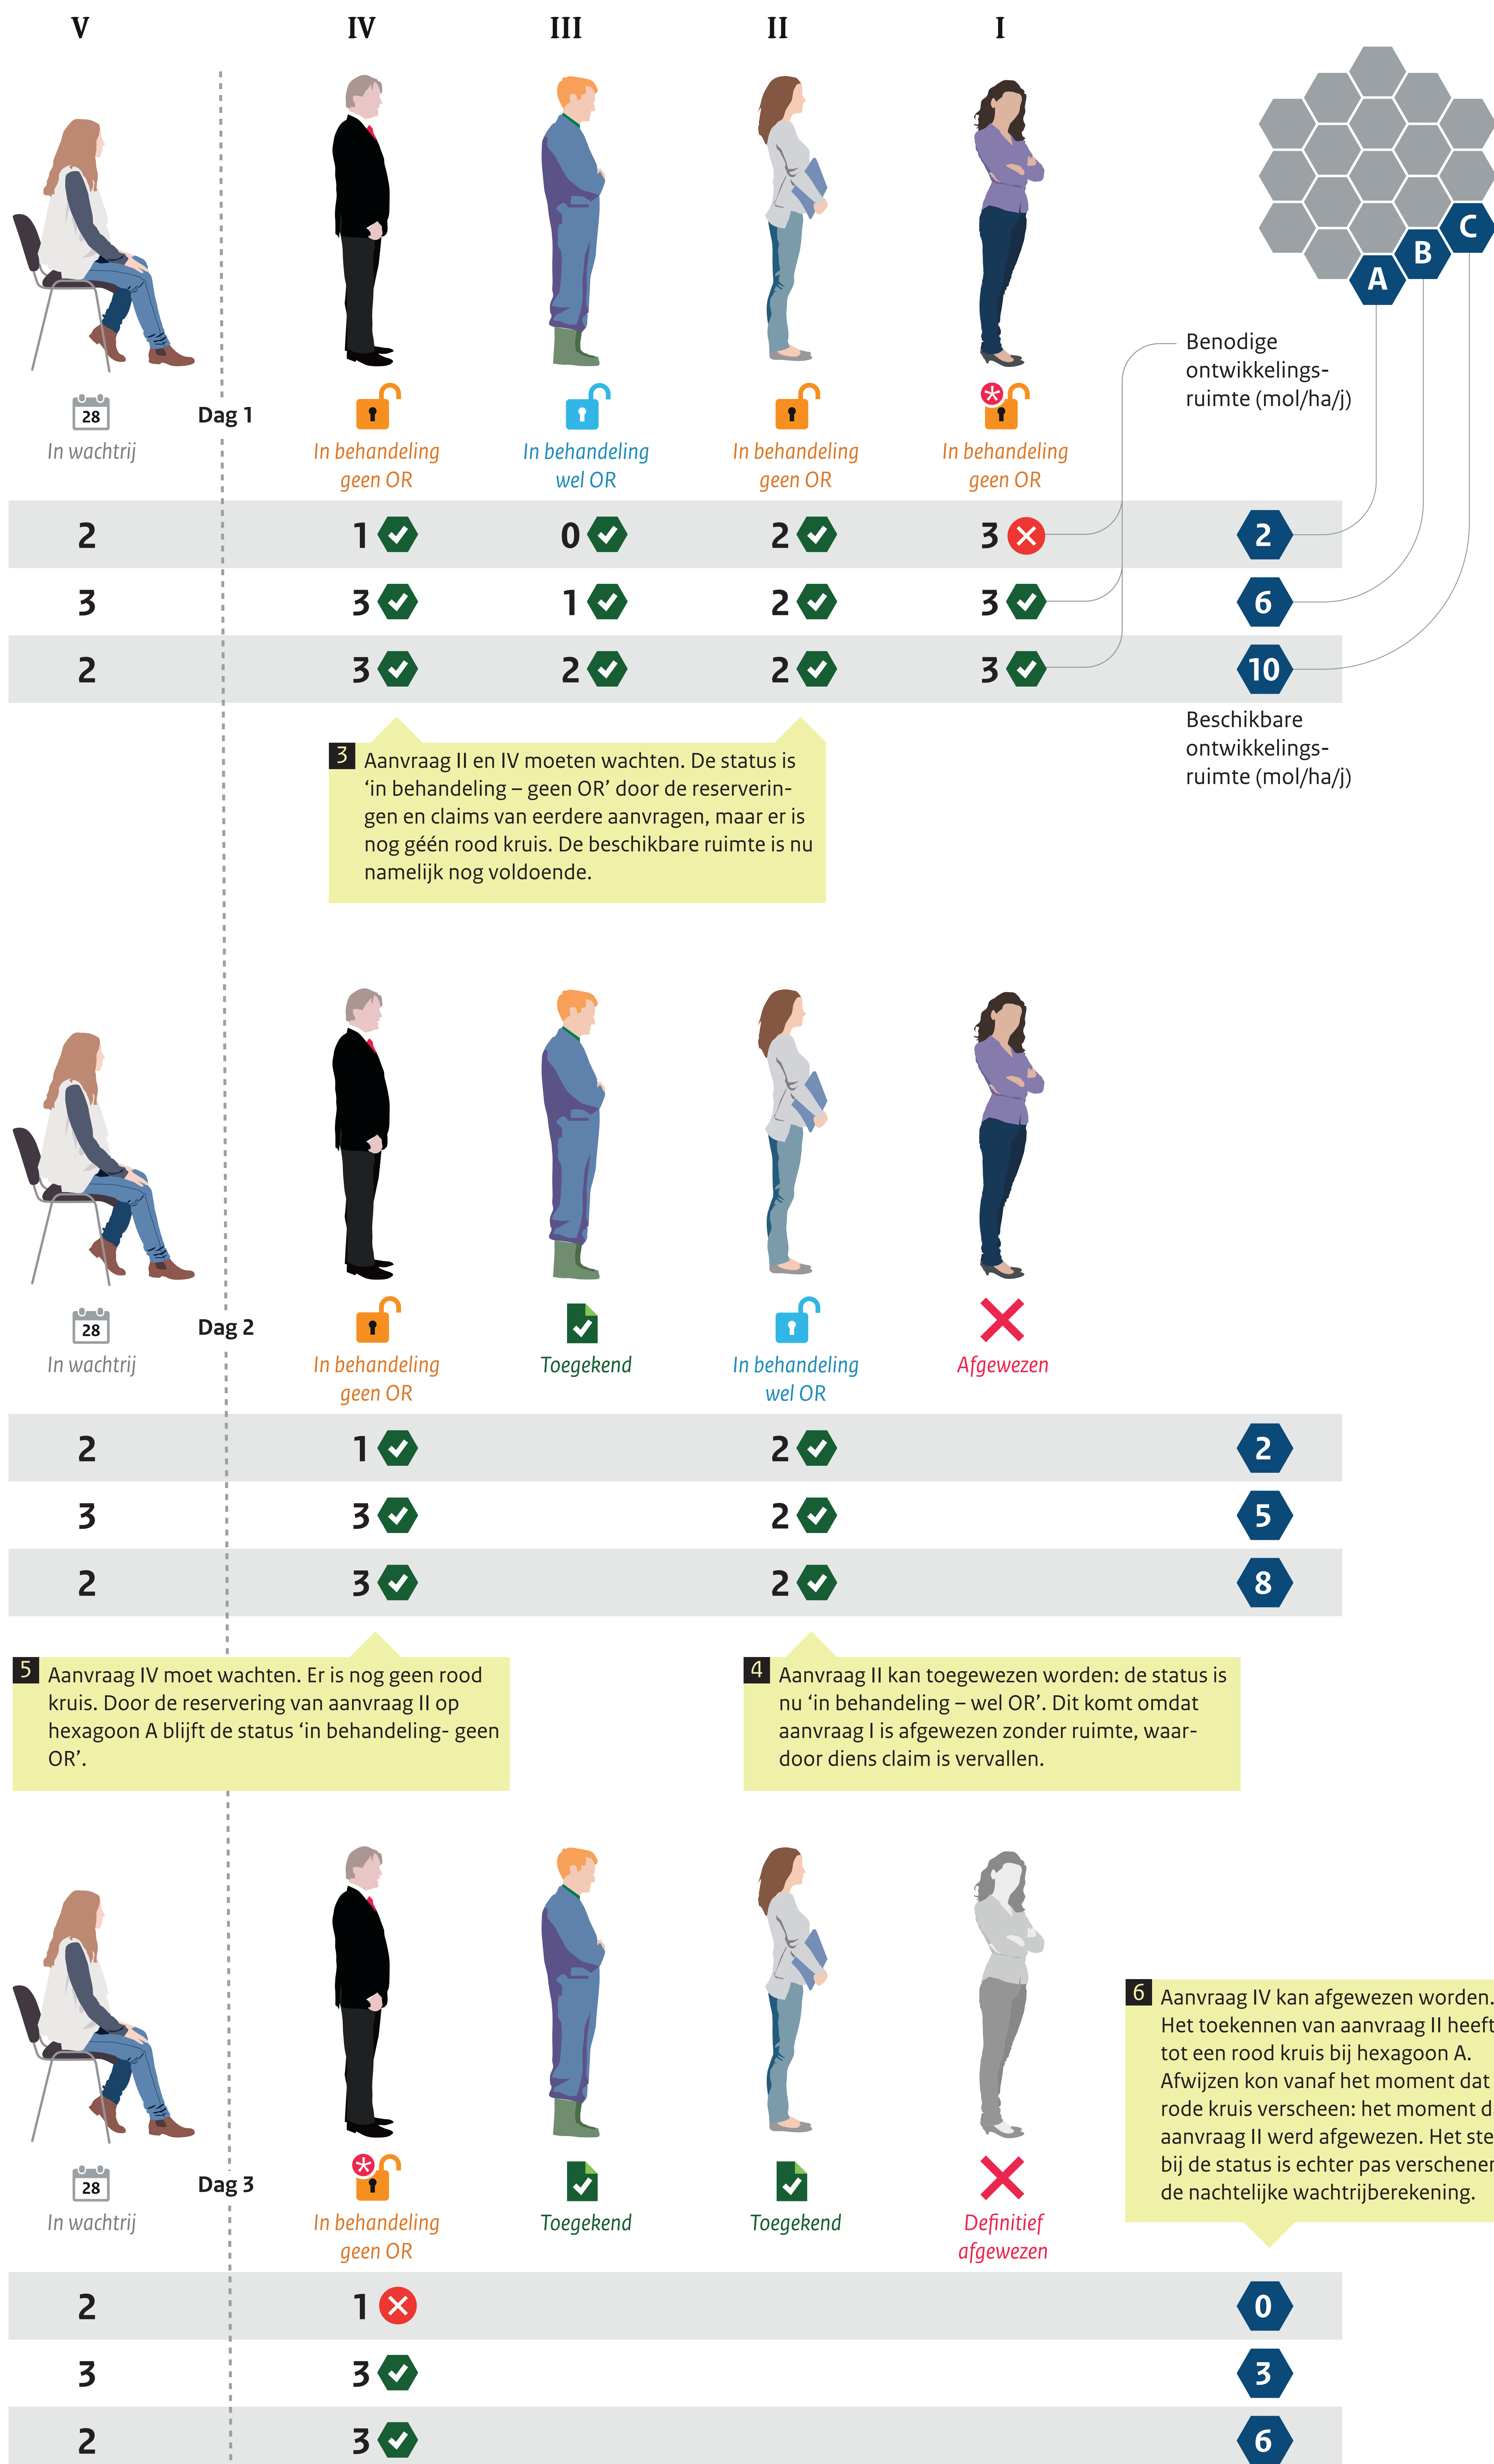 V IV III II I
A B C
Benodige
ontwikkelings-
ruimte (mol/ha/j)
28 Dag 1
In wachtrij In behandeling In behandeling In behandeling In behandeling
geen OR wel OR geen OR geen OR
2 1 0 2 3 2
3 3 1 2 3 6
2 3 2 2 3 10
Beschikbare
ontwikkelings-
ruimte (mol/ha/j)
3 Aanvraag II en IV moeten wachten. De status is
‘in behandeling – geen OR’ door de reserverin-
gen en claims van eerdere aanvragen, maar er is
nog géén rood kruis. De beschikbare ruimte is nu
namelijk nog voldoende.
28 Dag 2
In wachtrij In behandeling Toegekend In behandeling Afgewezen
geen OR wel OR
2 1 2 2
3 3 2 5
2 3 2 8
5 Aanvraag IV moet wachten. Er is nog geen rood
kruis. Door de reservering van aanvraag II op
hexagoon A blijft de status ‘in behandeling- geen
OR’.
4 Aanvraag II kan toegewezen worden: de status is
nu ‘in behandeling – wel OR’. Dit komt omdat
aanvraag I is afgewezen zonder ruimte, waar-
door diens claim is vervallen.
6 Aanvraag IV kan afgewezen worden.
Het toekennen van aanvraag II heeft
tot een rood kruis bij hexagoon A.
Afwijzen kon vanaf het moment dat
rode kruis verscheen: het moment d
aanvraag II werd afgewezen. Het ste
bij de status is echter pas verschenen
de nachtelijke wachtrijberekening.
28 Dag 3
In wachtrij In behandeling Toegekend Toegekend Definitief
geen OR afgewezen
2 1 0
3 3 3
2 3 6